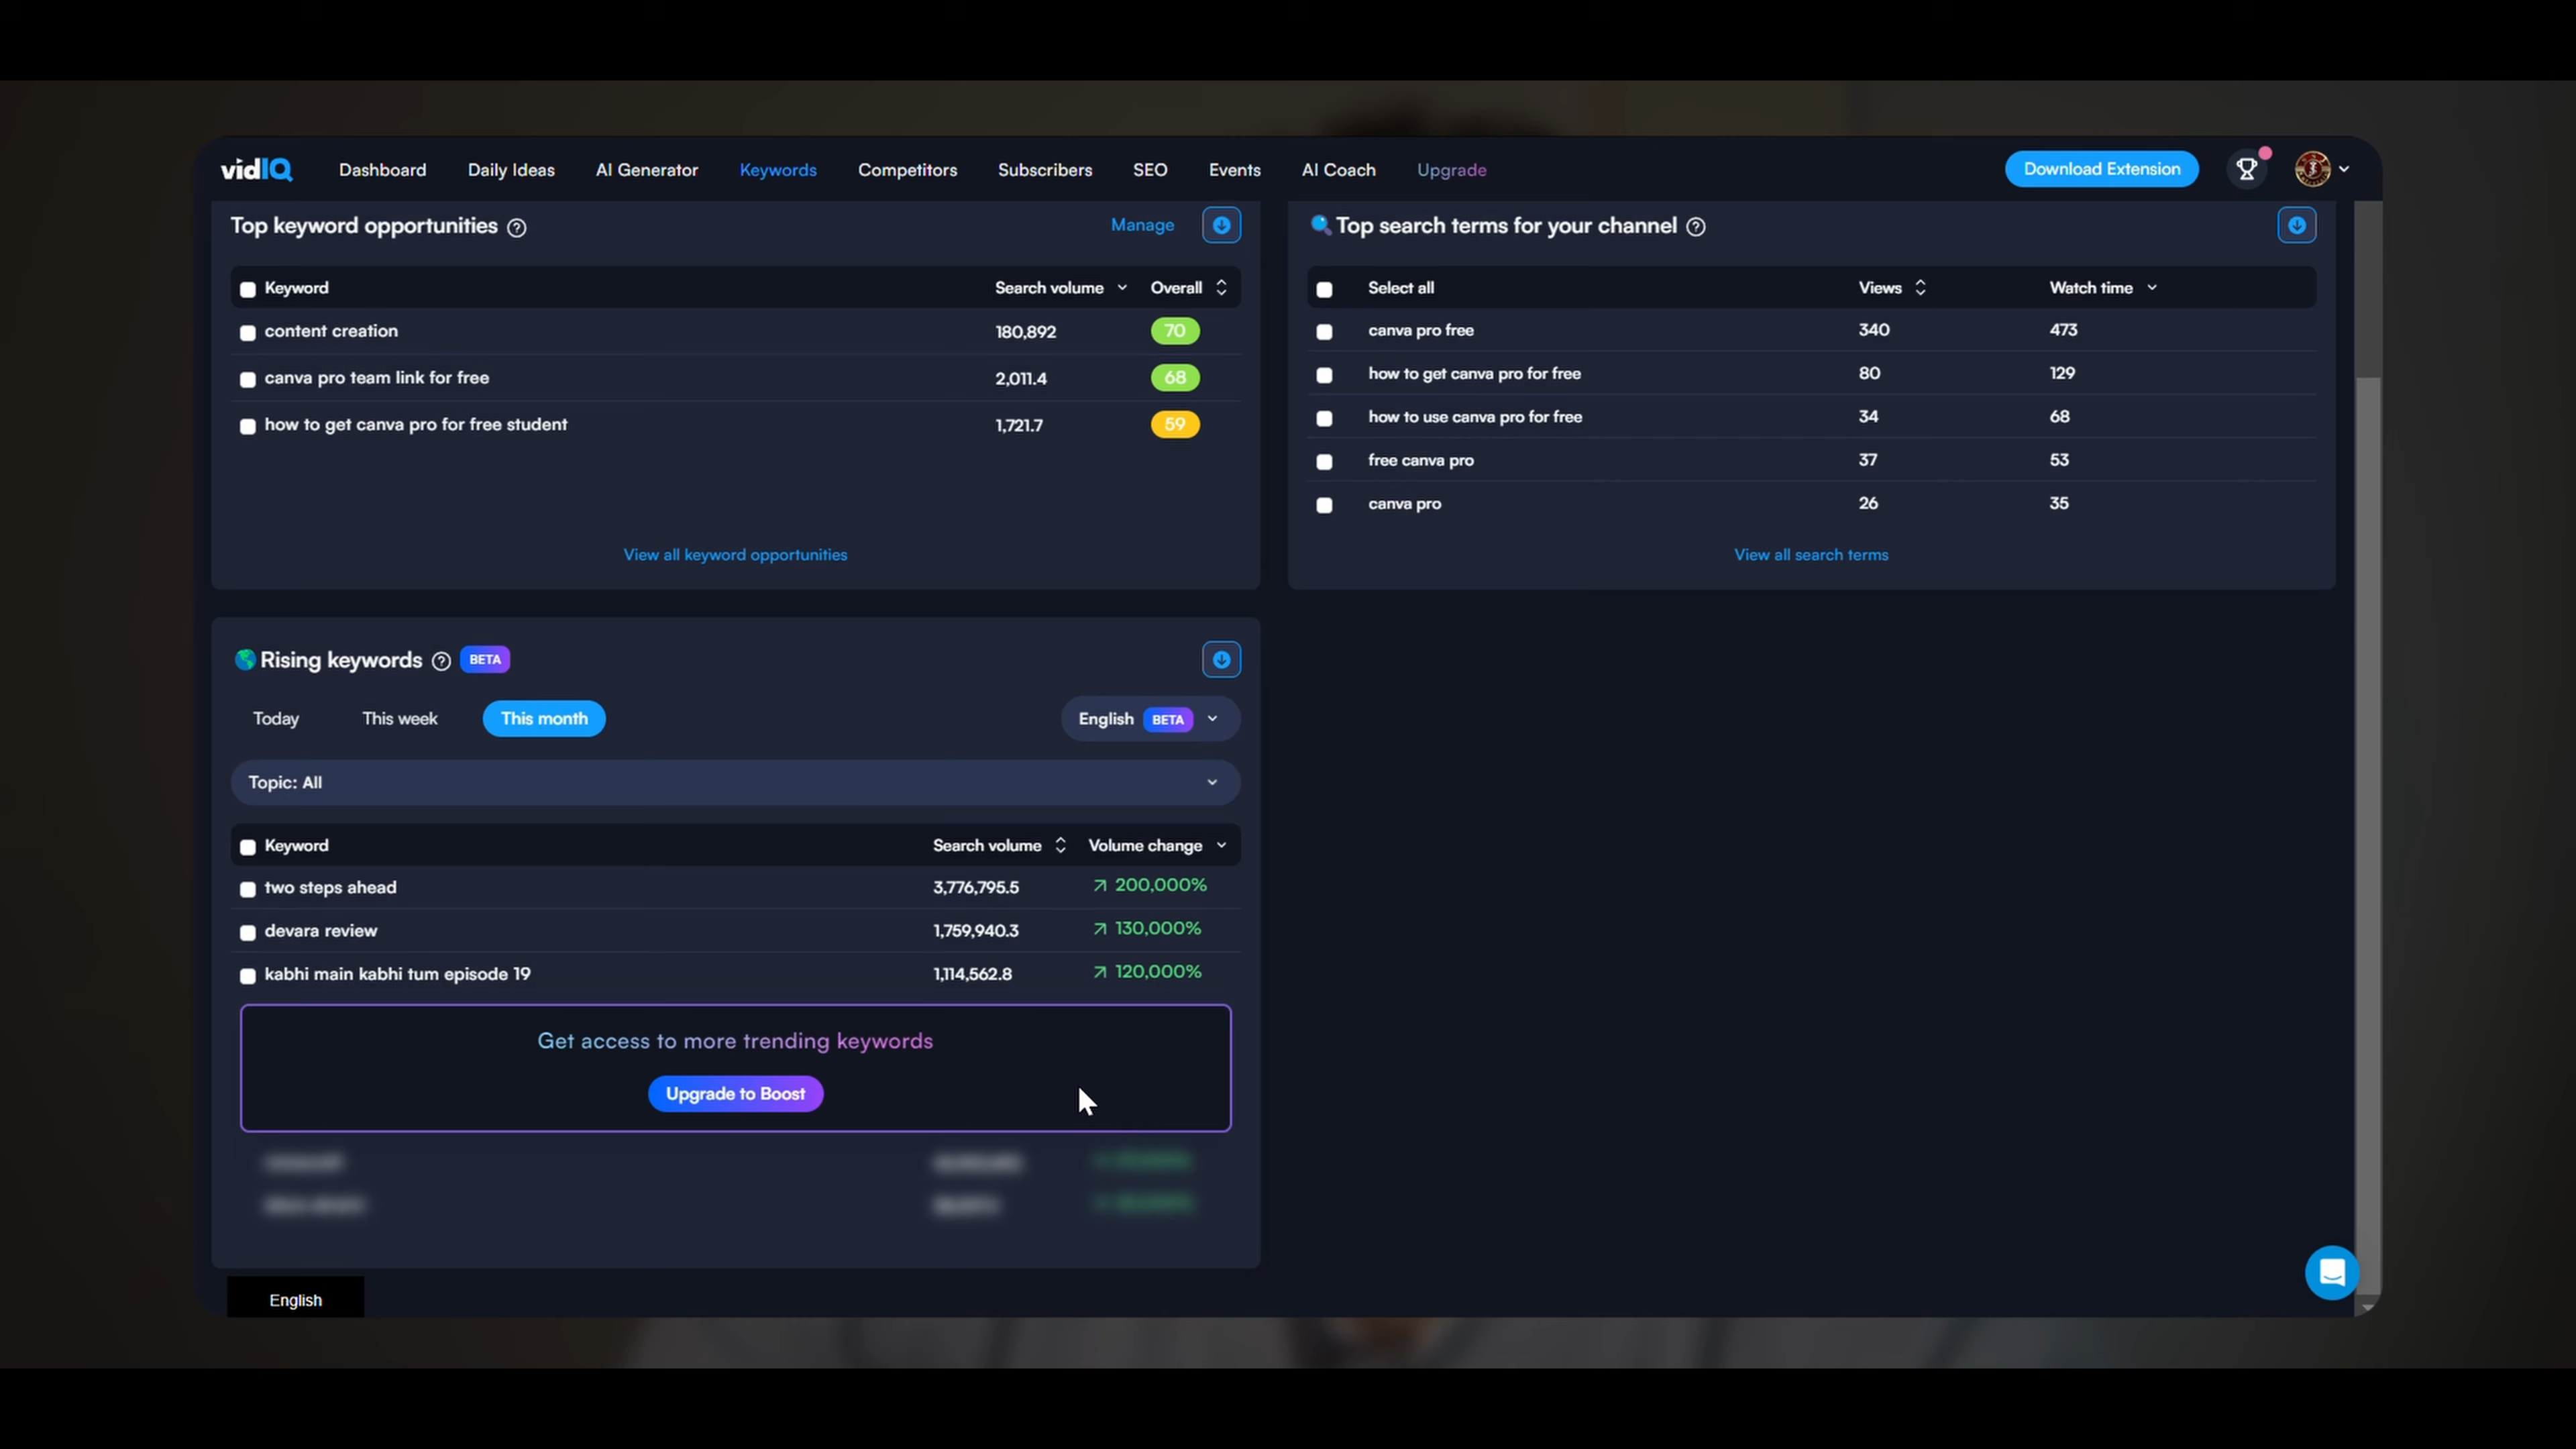 vidIQ Dashboard Daily Ideas AI Generator Keywords Competitors Subscribers SEO Events AI Coach Upgrade Download Extension
Top keyword opportunities Manage
Keyword Search volume Overall
content creation 180,892 70
canva pro team link for free 2,011.4 68
how to get canva pro for free student 1,721.7 59
View all keyword opportunities
Top search terms for your channel
Select all Views Watch time
canva pro free 340 473
how to get canva pro for free 80 129
how to use canva pro for free 34 68
free canva pro 37 53
canva pro 26 35
View all search terms
Rising keywords BETA
Today This week This month English BETA
Topic: All
Keyword Search volume Volume change
two steps ahead 3,776,795.5 200,000%
devara review 1,759,940.3 130,000%
kabhi main kabhi tum episode 19 1,114,562.8 120,000%
Get access to more trending keywords
Upgrade to Boost
English